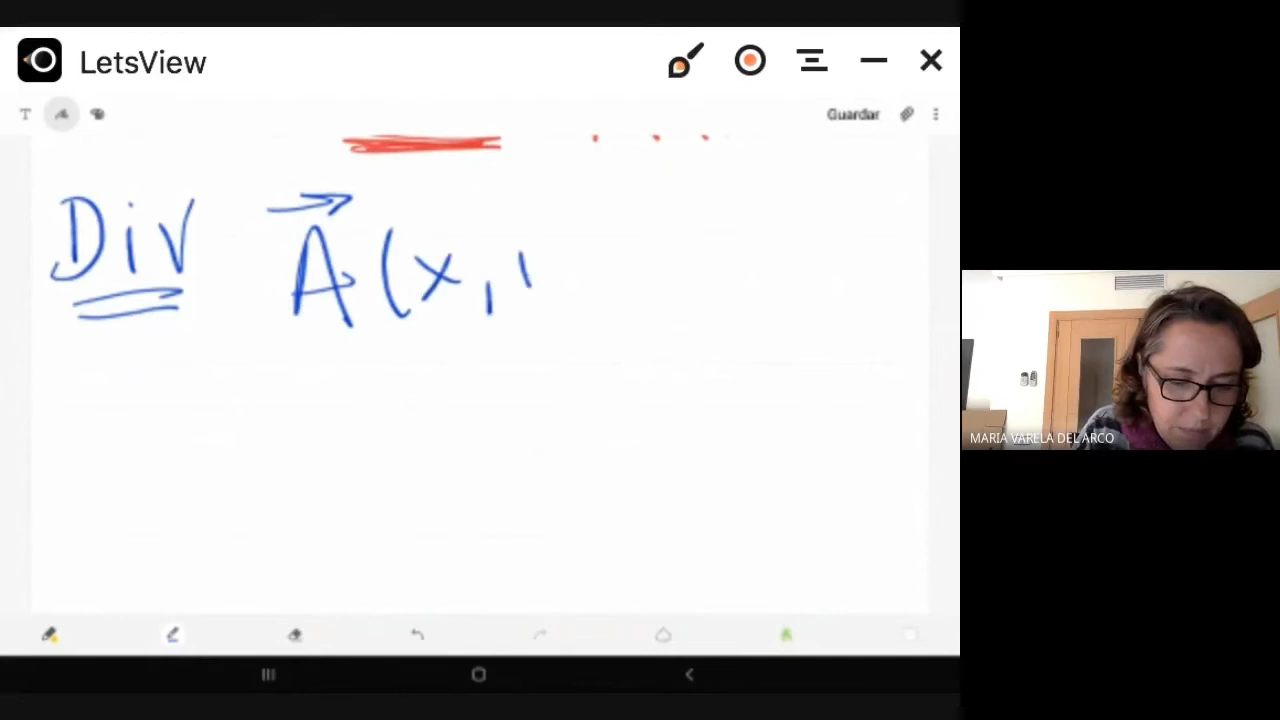 LetsView
T
Guardar
Div A⃗(x,
MARIA VARELA DEL ARCO
A